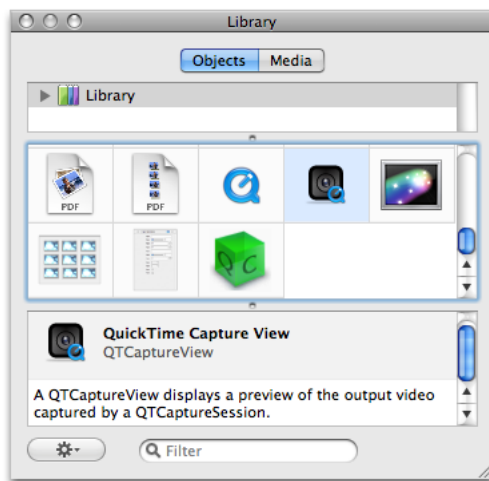 Library
Objects
Media
Library
PDF
PDF
QC
QuickTime Capture View
QTCaptureView
A QTCaptureView displays a preview of the output video
captured by a QTCaptureSession.
Filter